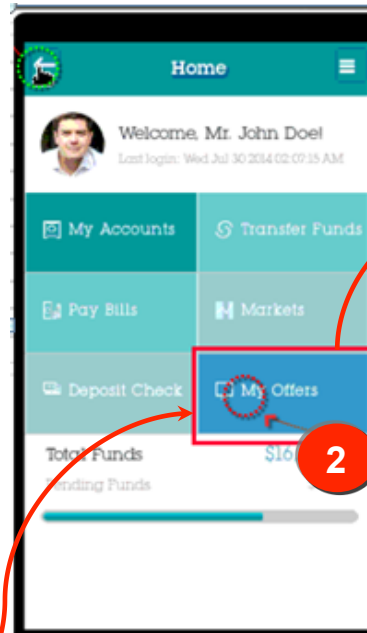 Home
Welcome, Mr. John Doe!
Last login: Wed Jul 30 2014 02:07:15 AM
My Accounts
Transfer Funds
Pay Bills
Markets
Deposit Check
My Offers
Total Funds
$16
Pending Funds
2